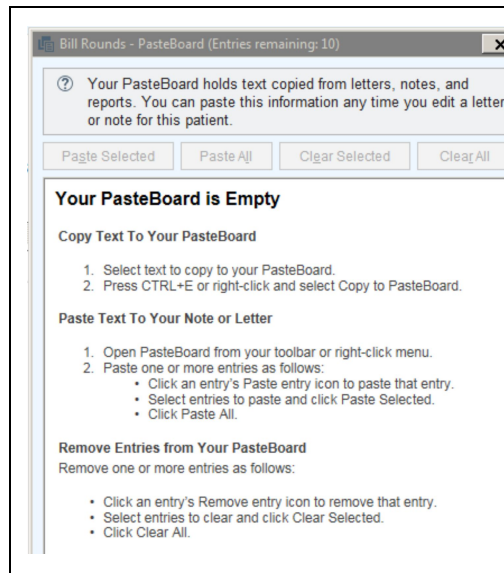 Bill Rounds - PasteBoard (Entries remaining: 10)
Your PasteBoard holds text copied from letters, notes, and
reports. You can paste this information any time you edit a letter
or note for this patient.
Paste Selected Paste All Clear Selected Clear All
Your PasteBoard is Empty
Copy Text To Your PasteBoard
1. Select text to copy to your PasteBoard.
2. Press CTRL+E or right-click and select Copy to PasteBoard.
Paste Text To Your Note or Letter
1. Open PasteBoard from your toolbar or right-click menu.
2. Paste one or more entries as follows:
• Click an entry's Paste entry icon to paste that entry.
• Select entries to paste and click Paste Selected.
• Click Paste All.
Remove Entries from Your PasteBoard
Remove one or more entries as follows:
• Click an entry's Remove entry icon to remove that entry.
• Select entries to clear and click Clear Selected.
• Click Clear All.